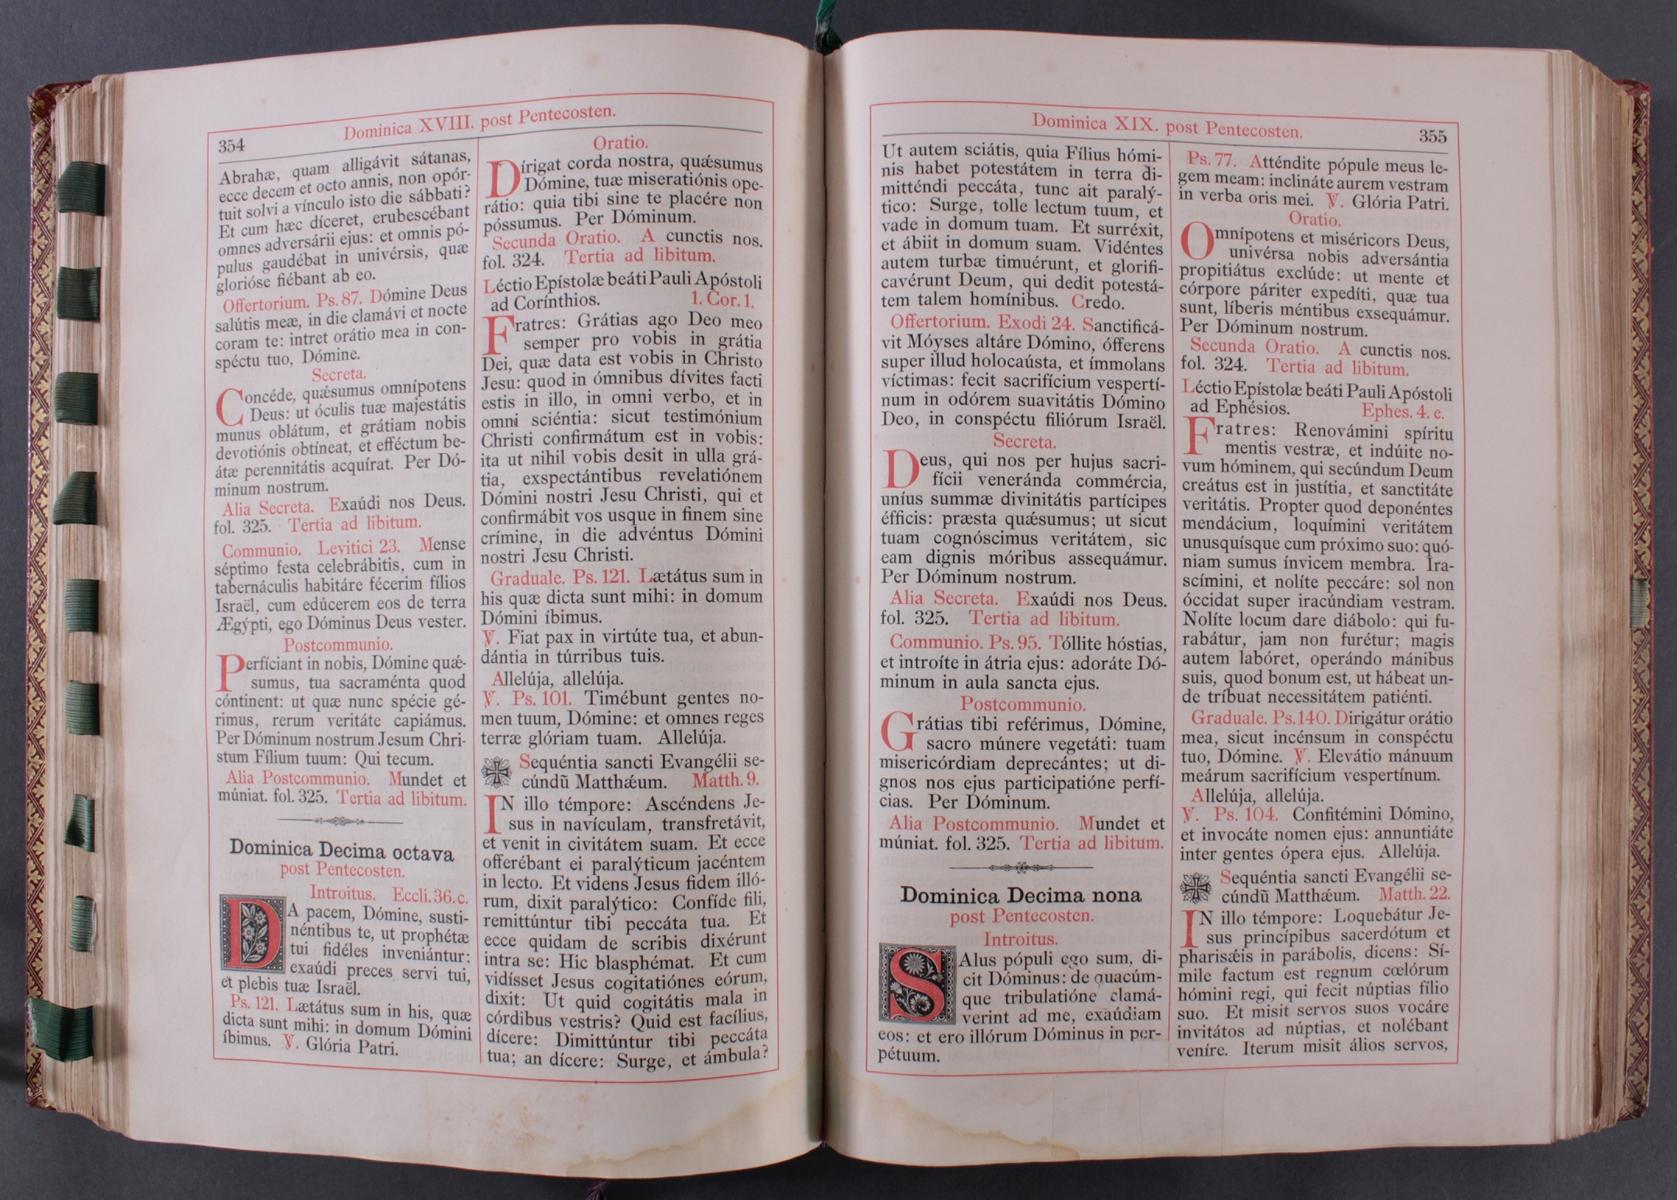 354
Dominica XVIII. post Pentecosten.
Abrahæ, quam alligávit sátanas,
ecce decem et octo annis, non opór-
tuit solvi a vínculo isto die sábbati?
Et cum hæc díceret, erubescébant
omnes adversárii ejus: et omnis pó-
pulus gaudébat in univérsis, quæ
glorióse fiébant ab eo.
Offertorium. Ps. 87. Dómine Deus
salútis meæ, in die clamávi et nocte
coram te: intret orátio mea in con-
spéctu tuo, Dómine.
Secreta.
Concéde, quǽsumus omnípotens
Deus: ut óculis tuæ majestátis
munus oblátum, et grátiam nobis
devotiónis obtíneat, et efféctum be-
átæ perennitátis acquírat. Per Dó-
minum nostrum.
Alia Secreta. Exaúdi nos Deus.
fol. 325. Tertia ad libitum.
Communio. Levitici 23. Mense
séptimo festa celebrábitis, cum in
tabernáculis habitáre fécerim fílios
Israël, cum edúcerem eos de terra
Ægýpti, ego Dóminus Deus vester.
Postcommunio.
Perfíciant in nobis, Dómine quǽ-
sumus, tua sacraménta quod
cóntinent: ut quæ nunc spécie gé-
rimus, rerum veritáte capiámus.
Per Dóminum nostrum Jesum Chri-
stum Fílium tuum: Qui tecum.
Alia Postcommunio. Mundet et
múniat. fol. 325. Tertia ad libitum.
Dominica Decima octava
post Pentecosten.
Introitus. Eccli. 36. c.
DA pacem, Dómine, susti-
néntibus te, ut prophétæ
tui fidéles inveniántur:
exaúdi preces servi tui,
et plebis tuæ Israël.
Ps. 121. Lætátus sum in his, quæ
dicta sunt mihi: in domum Dómini
íbimus. ℣. Glória Patri.
Oratio.
Dírigat corda nostra, quǽsumus
Dómine, tuæ miseratiónis ope-
rátio: quia tibi sine te placére non
póssumus. Per Dóminum.
Secunda Oratio. A cunctis nos.
fol. 324. Tertia ad libitum.
Léctio Epístolæ beáti Pauli Apóstoli
ad Corínthios. 1. Cor. 1.
Fratres: Grátias ago Deo meo
semper pro vobis in grátia
Dei, quæ data est vobis in Christo
Jesu: quod in ómnibus dívites facti
estis in illo, in omni verbo, et in
omni sciéntia: sicut testimónium
Christi confirmátum est in vobis:
ita ut nihil vobis desit in ulla grá-
tia, exspectántibus revelatiónem
Dómini nostri Jesu Christi, qui et
confirmábit vos usque in finem sine
crímine, in die advéntus Dómini
nostri Jesu Christi.
Graduale. Ps. 121. Lætátus sum in
his quæ dicta sunt mihi: in domum
Dómini íbimus.
℣. Fiat pax in virtúte tua, et abun-
dántia in túrribus tuis.
Allelúja, allelúja.
℣. Ps. 101. Timébunt gentes no-
men tuum, Dómine: et omnes reges
terræ glóriam tuam. Allelúja.
Sequéntia sancti Evangélii se-
cúndũ Matthǽum. Matth. 9.
IN illo témpore: Ascéndens Je-
sus in navículam, transfretávit,
et venit in civitátem suam. Et ecce
offerébant ei paralýticum jacéntem
in lecto. Et videns Jesus fidem illó-
rum, dixit paralýtico: Confíde fili,
remittúntur tibi peccáta tua. Et
ecce quidam de scribis dixérunt
intra se: Hic blasphémat. Et cum
vidísset Jesus cogitatiónes eórum,
dixit: Ut quid cogitátis mala in
córdibus vestris? Quid est facílius,
dícere: Dimittúntur tibi peccáta
tua; an dícere: Surge, et ámbula?
Dominica XIX. post Pentecosten.
355
Ut autem sciátis, quia Fílius hómi-
nis habet potestátem in terra di-
mitténdi peccáta, tunc ait paralý-
tico: Surge, tolle lectum tuum, et
vade in domum tuam. Et surréxit,
et ábiit in domum suam. Vidéntes
autem turbæ timuérunt, et glorifi-
cavérunt Deum, qui dedit potestá-
tem talem homínibus. Credo.
Offertorium. Exodi 24. Sanctificá-
vit Móyses altáre Dómino, ófferens
super illud holocaústa, et ímmolans
víctimas: fecit sacrifícium vespertí-
num in odórem suavitátis Dómino
Deo, in conspéctu filiórum Israël.
Secreta.
Deus, qui nos per hujus sacri-
fícii veneránda commércia,
uníus summæ divinitátis partícipes
éfficis: præsta quǽsumus; ut sicut
tuam cognóscimus veritátem, sic
eam dignis móribus assequámur.
Per Dóminum nostrum.
Alia Secreta. Exaúdi nos Deus.
fol. 325. Tertia ad libitum.
Communio. Ps. 95. Tóllite hóstias,
et introíte in átria ejus: adoráte Dó-
minum in aula sancta ejus.
Postcommunio.
Grátias tibi reférimus, Dómine,
sacro múnere vegetáti: tuam
misericórdiam deprecántes; ut di-
gnos nos ejus participatióne perfí-
cias. Per Dóminum.
Alia Postcommunio. Mundet et
múniat. fol. 325. Tertia ad libitum.
Dominica Decima nona
post Pentecosten.
Introitus.
SAlus pópuli ego sum, di-
cit Dóminus: de quacúm-
que tribulatióne clamá-
verint ad me, exaúdiam
eos: et ero illórum Dóminus in per-
pétuum.
Ps. 77. Atténdite pópule meus le-
gem meam: inclináte aurem vestram
in verba oris mei. ℣. Glória Patri.
Oratio.
Omnípotens et miséricors Deus,
univérsa nobis adversántia
propitiátus exclúde: ut mente et
córpore páriter expedíti, quæ tua
sunt, líberis méntibus exsequámur.
Per Dóminum nostrum.
Secunda Oratio. A cunctis nos.
fol. 324. Tertia ad libitum.
Léctio Epístolæ beáti Pauli Apóstoli
ad Ephésios. Ephes. 4. e.
Fratres: Renovámini spíritu
mentis vestræ, et indúite no-
vum hóminem, qui secúndum Deum
creátus est in justítia, et sanctitáte
veritátis. Propter quod deponéntes
mendácium, loquímini veritátem
unusquísque cum próximo suo: quó-
niam sumus ínvicem membra. Ira-
scímini, et nolíte peccáre: sol non
óccidat super iracúndiam vestram.
Nolíte locum dare diábolo: qui fu-
rabátur, jam non furétur; magis
autem labóret, operándo mánibus
suis, quod bonum est, ut hábeat un-
de tríbuat necessitátem patiénti.
Graduale. Ps. 140. Dirigátur orátio
mea, sicut incénsum in conspéctu
tuo, Dómine. ℣. Elevátio mánuum
meárum sacrifícium vespertínum.
Allelúja, allelúja.
℣. Ps. 104. Confitémini Dómino,
et invocáte nomen ejus: annuntiáte
inter gentes ópera ejus. Allelúja.
Sequéntia sancti Evangélii se-
cúndũ Matthǽum. Matth. 22.
IN illo témpore: Loquebátur Je-
sus princípibus sacerdótum et
pharisǽis in parábolis, dicens: Sí-
mile factum est regnum cœlórum
hómini regi, qui fecit núptias fílio
suo. Et misit servos suos vocáre
invitátos ad núptias, et nolébant
veníre. Iterum misit álios servos,